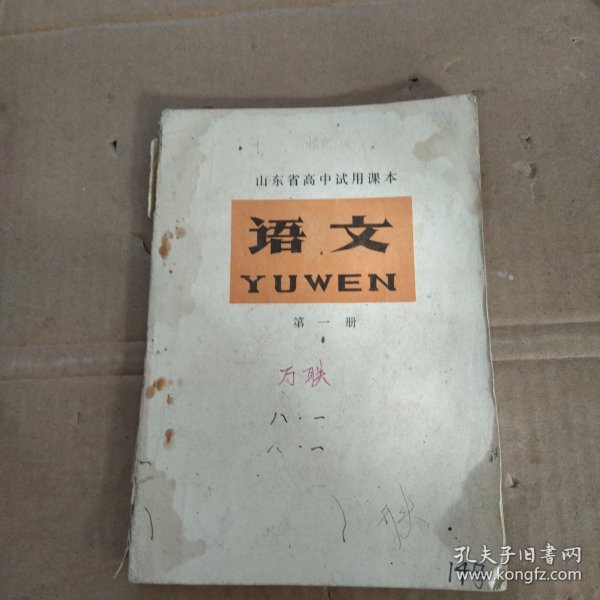 山东省高中试用课本
语文
YUWEN
第一册
万联
八·一
八·一
孔夫子旧书网
www.kongfz.com